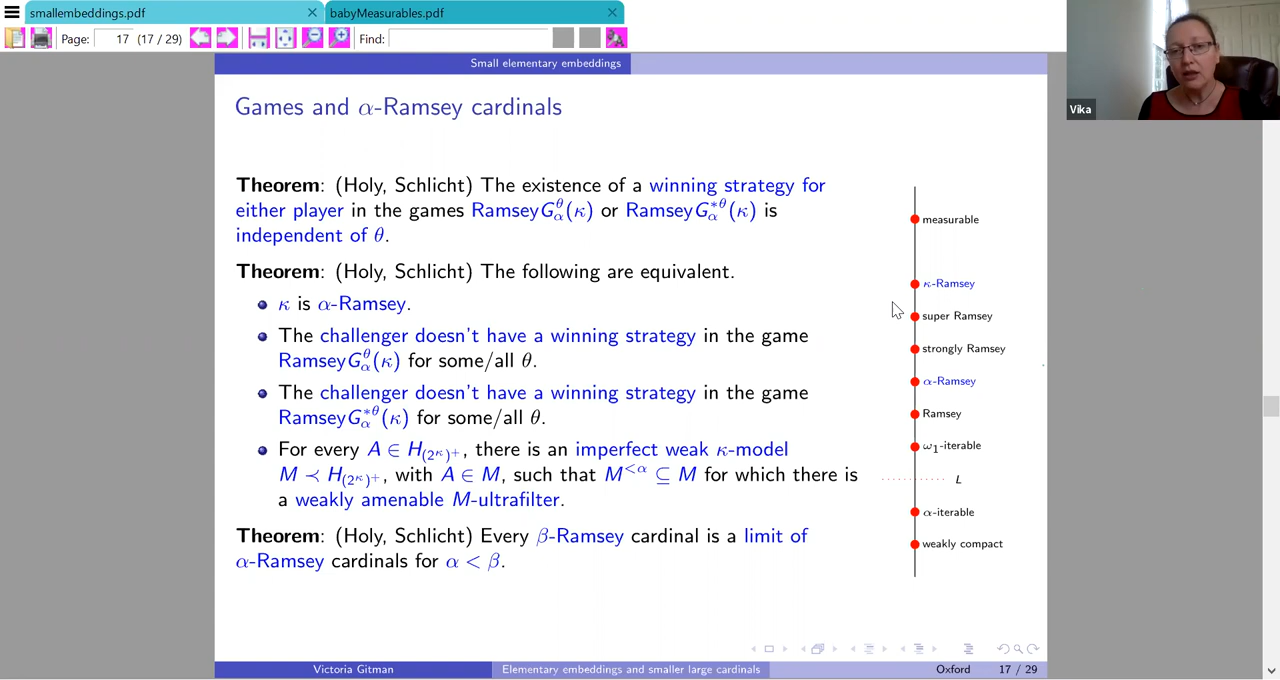 smallembeddings.pdf
babyMeasurables.pdf
Page: 17 (17 / 29)
Find:
Small elementary embeddings
Games and α-Ramsey cardinals
Theorem: (Holy, Schlicht) The existence of a winning strategy for
either player in the games RamseyG^θ_α(κ) or RamseyG^{*θ}_α(κ) is
independent of θ.
Theorem: (Holy, Schlicht) The following are equivalent.
κ is α-Ramsey.
The challenger doesn't have a winning strategy in the game
RamseyG^θ_α(κ) for some/all θ.
The challenger doesn't have a winning strategy in the game
RamseyG^{*θ}_α(κ) for some/all θ.
For every A ∈ H_{(2^κ)^+}, there is an imperfect weak κ-model
M ≺ H_{(2^κ)^+}, with A ∈ M, such that M^{<α} ⊆ M for which there is
a weakly amenable M-ultrafilter.
Theorem: (Holy, Schlicht) Every β-Ramsey cardinal is a limit of
α-Ramsey cardinals for α < β.
measurable
κ-Ramsey
super Ramsey
strongly Ramsey
α-Ramsey
Ramsey
ω₁-iterable
L
α-iterable
weakly compact
Victoria Gitman
Elementary embeddings and smaller large cardinals
Oxford
17 / 29
Vika